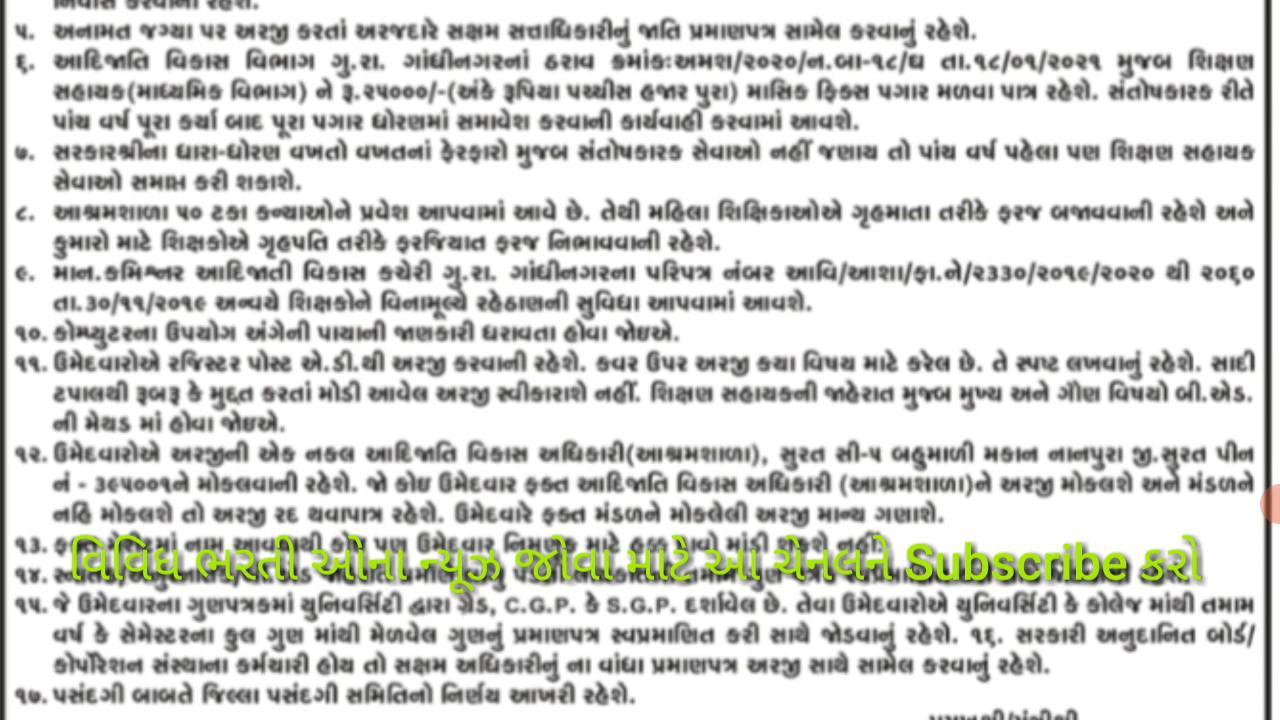 નિવાસ કરવાનો રહેશે.
૫. અનામત જગ્યા પર અરજી કરતાં અરજદારે સક્ષમ સત્તાધિકારીનું જાતિ પ્રમાણપત્ર સામેલ કરવાનું રહેશે.
૬. આદિજાતિ વિકાસ વિભાગ ગુ.રા. ગાંધીનગરનાં ઠરાવ ક્રમાંકઃઅમશ/૨૦૨૦/ન.બા-૧૮/ઘ તા.૧૮/૦૧/૨૦૨૧ મુજબ શિક્ષણ
સહાયક(માધ્યમિક વિભાગ) ને રૂ.૨૫૦૦૦/-(અંકે રૂપિયા પચ્ચીસ હજાર પુરા) માસિક ફિક્સ પગાર મળવા પાત્ર રહેશે. સંતોષકારક રીતે
પાંચ વર્ષ પૂરા કર્યા બાદ પૂરા પગાર ધોરણમાં સમાવેશ કરવાની કાર્યવાહી કરવામાં આવશે.
૭. સરકારશ્રીના ધારા-ધોરણ વખતો વખતનાં ફેરફારો મુજબ સંતોષકારક સેવાઓ નહીં જણાય તો પાંચ વર્ષ પહેલા પણ શિક્ષણ સહાયક
સેવાઓ સમાપ્ત કરી શકાશે.
૮. આશ્રમશાળા ૫૦ ટકા કન્યાઓને પ્રવેશ આપવામાં આવે છે. તેથી મહિલા શિક્ષિકાઓએ ગૃહમાતા તરીકે ફરજ બજાવવાની રહેશે અને
કુમારો માટે શિક્ષકોએ ગૃહપતિ તરીકે ફરજિયાત ફરજ નિભાવવાની રહેશે.
૯. માન.કમિશ્નર આદિજાતી વિકાસ કચેરી ગુ.રા. ગાંધીનગરના પરિપત્ર નંબર આવિ/આશા/ફા.ને/૨૩૩૦/૨૦૧૯/૨૦૨૦ થી ૨૦૬૦
તા.૩૦/૧૧/૨૦૧૯ અન્વયે શિક્ષકોને વિનામૂલ્યે રહેઠાણની સુવિધા આપવામાં આવશે.
૧૦. કોમ્પ્યુટરના ઉપયોગ અંગેની પાયાની જાણકારી ધરાવતા હોવા જોઇએ.
૧૧. ઉમેદવારોએ રજિસ્ટર પોસ્ટ એ.ડી.થી અરજી કરવાની રહેશે. કવર ઉપર અરજી કયા વિષય માટે કરેલ છે. તે સ્પષ્ટ લખવાનું રહેશે. સાદી
ટપાલથી રૂબરૂ કે મુદ્દત કરતાં મોડી આવેલ અરજી સ્વીકારાશે નહીં. શિક્ષણ સહાયકની જાહેરાત મુજબ મુખ્ય અને ગૌણ વિષયો બી.એડ.
ની મેથડ માં હોવા જોઇએ.
૧૨. ઉમેદવારોએ અરજીની એક નકલ આદિજાતિ વિકાસ અધિકારી(આશ્રમશાળા), સુરત સી-૫ બહુમાળી મકાન નાનપુરા જી.સુરત પીન
નં - ૩૯૫૦૦૧ને મોકલવાની રહેશે. જો કોઇ ઉમેદવાર ફક્ત આદિજાતિ વિકાસ અધિકારી (આશ્રમશાળા)ને અરજી મોકલશે અને મંડળને
નહિ મોકલશે તો અરજી રદ થવાપાત્ર રહેશે. ઉમેદવારે ફક્ત મંડળને મોકલેલી અરજી માન્ય ગણાશે.
૧૩. નામ પણ ઉમેદવાર નિમણૂક માટે નહીં.
વિવિધ ભરતી ઓના ન્યૂઝ જોવા માટે આ ચેનલને Subscribe કરો
૧૪.
૧૫. જે ઉમેદવારના ગુણપત્રકમાં યુનિવર્સિટી દ્વારા ગ્રેડ, C.G.P. કે S.G.P. દર્શાવેલ છે. તેવા ઉમેદવારોએ યુનિવર્સિટી કે કોલેજ માંથી તમામ
વર્ષ કે સેમેસ્ટરના કુલ ગુણ માંથી મેળવેલ ગુણનું પ્રમાણપત્ર સ્વપ્રમાણિત કરી સાથે જોડવાનું રહેશે. ૧૬. સરકારી અનુદાનિત બોર્ડ/
કોર્પોરેશન સંસ્થાના કર્મચારી હોય તો સક્ષમ અધિકારીનું ના વાંધા પ્રમાણપત્ર અરજી સાથે સામેલ કરવાનું રહેશે.
૧૭. પસંદગી બાબતે જિલ્લા પસંદગી સમિતિનો નિર્ણય આખરી રહેશે.